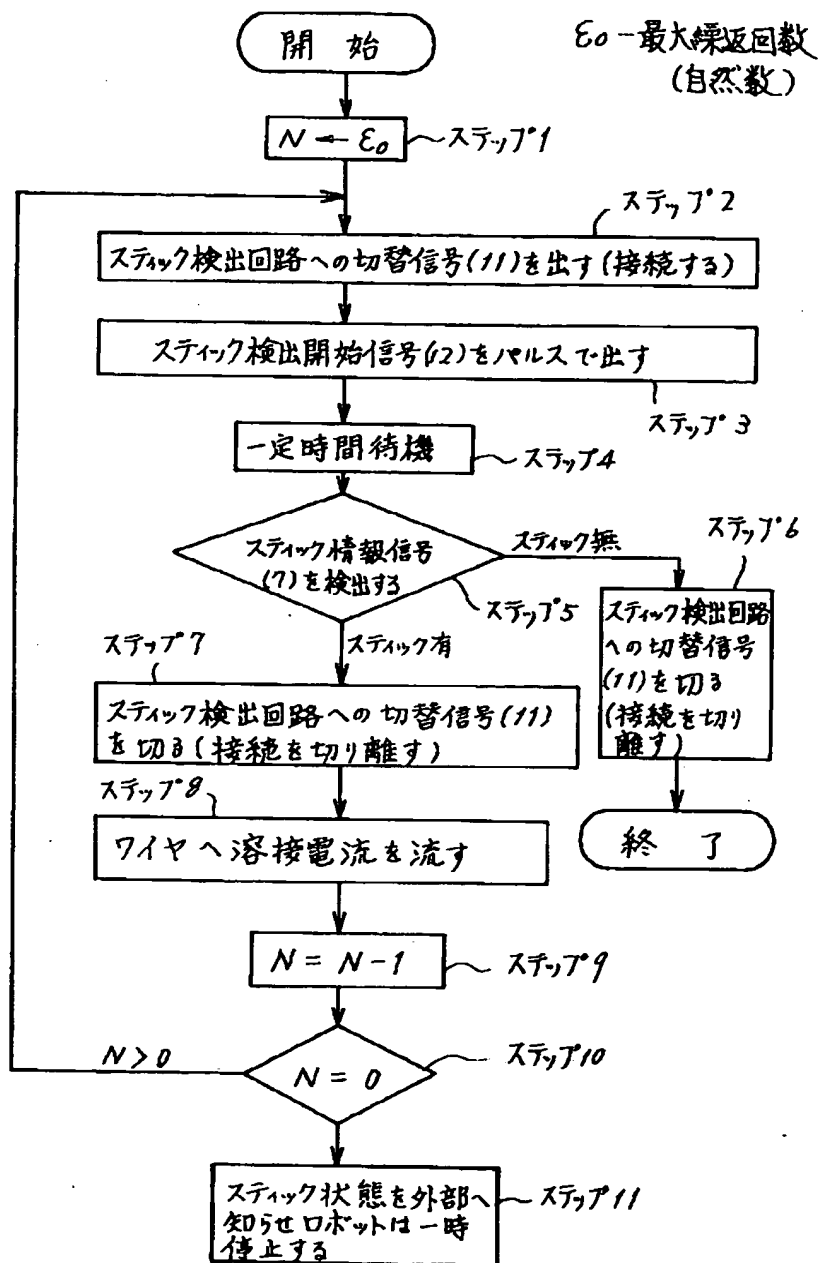 開 始
ε0 - 最大繰返回数
(自然数)
N ← ε0
ステップ1
ステップ2
スティック検出回路への切替信号(11)を出す(接続する)
スティック検出開始信号(12)をパルスで出す
ステップ3
一定時間待機
ステップ4
スティック情報信号
(7)を検出する
スティック無
ステップ5
ステップ6
スティック検出回路
への切替信号
(11)を切る
(接続を切り
離す)
終 了
スティック有
ステップ7
スティック検出回路への切替信号(11)
を切る(接続を切り離す)
ステップ8
ワイヤへ溶接電流を流す
N = N-1
ステップ9
N > 0
N = 0
ステップ10
スティック状態を外部へ
知らせロボットは一時
停止する
ステップ11